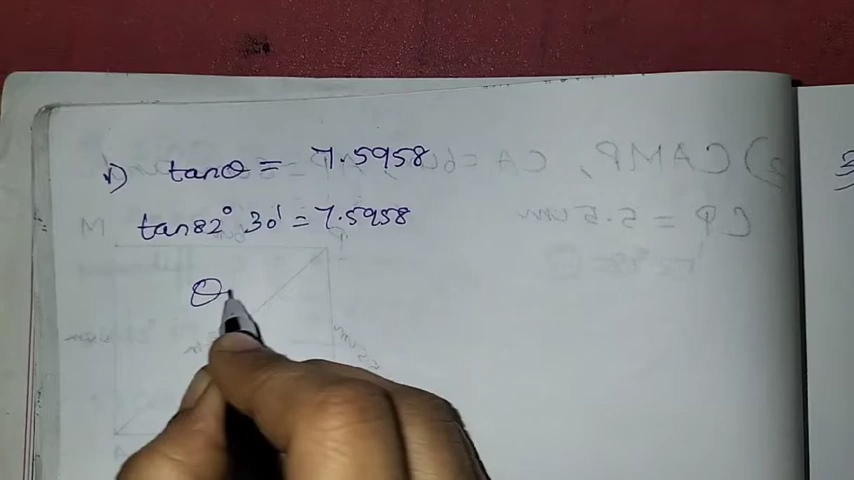 v) tanθ = 7.5958
tan82° 30' = 7.5958
θ